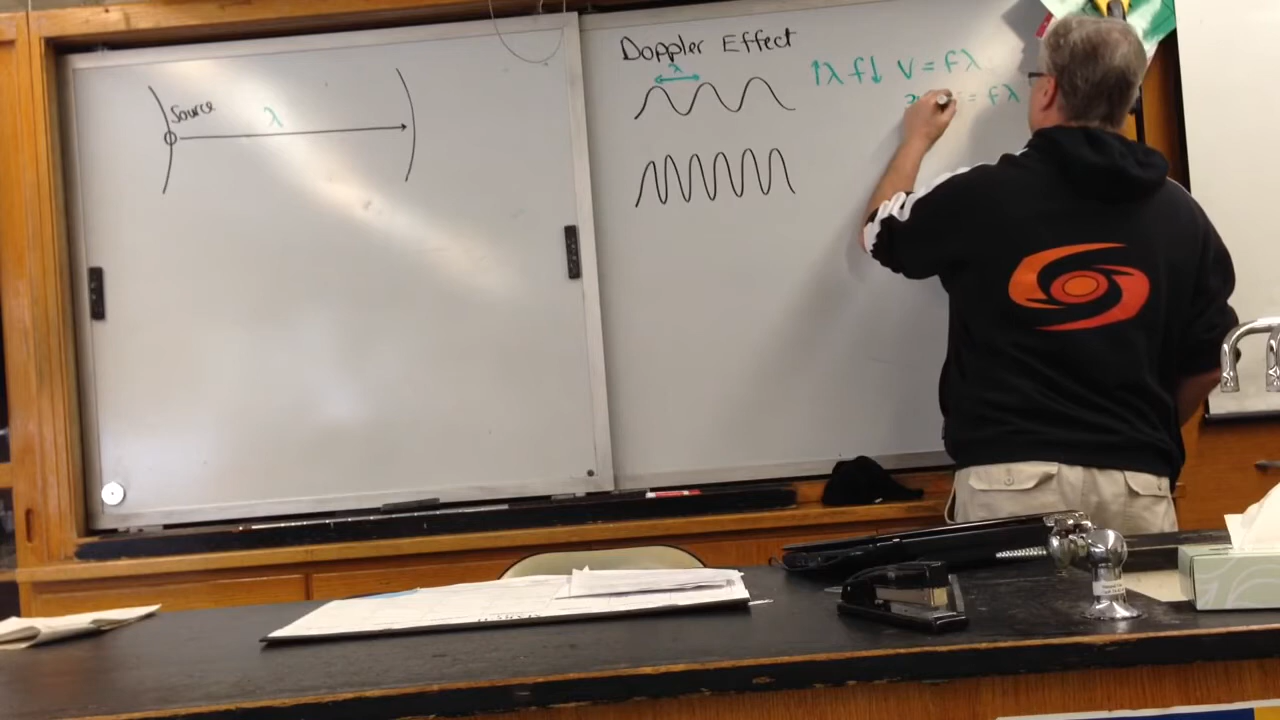 Source
λ
Doppler Effect
λ
↑λ f↓ V = fλ
= fλ